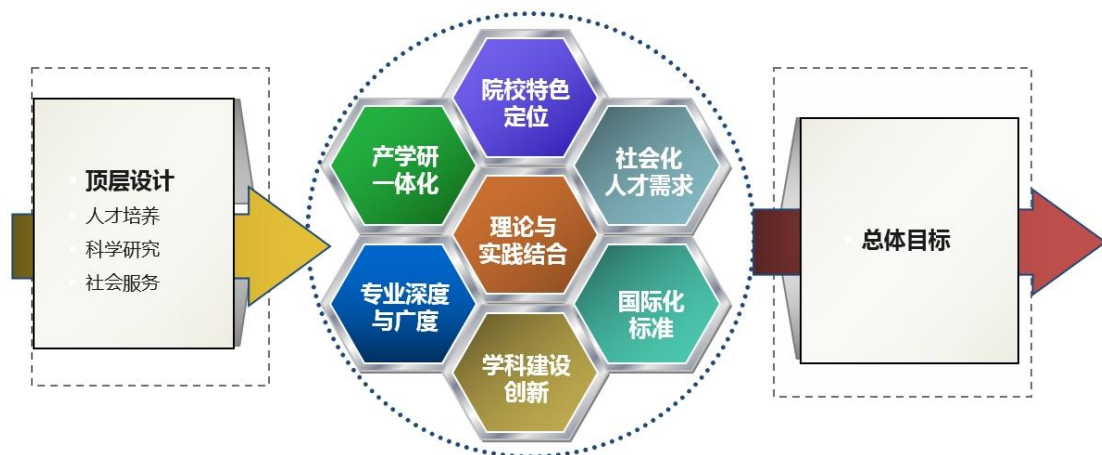 顶层设计
人才培养
科学研究
社会服务
院校特色
定位
产学研
一体化
社会化
人才需求
理论与
实践结合
专业深度
与广度
国际化
标准
学科建设
创新
总体目标